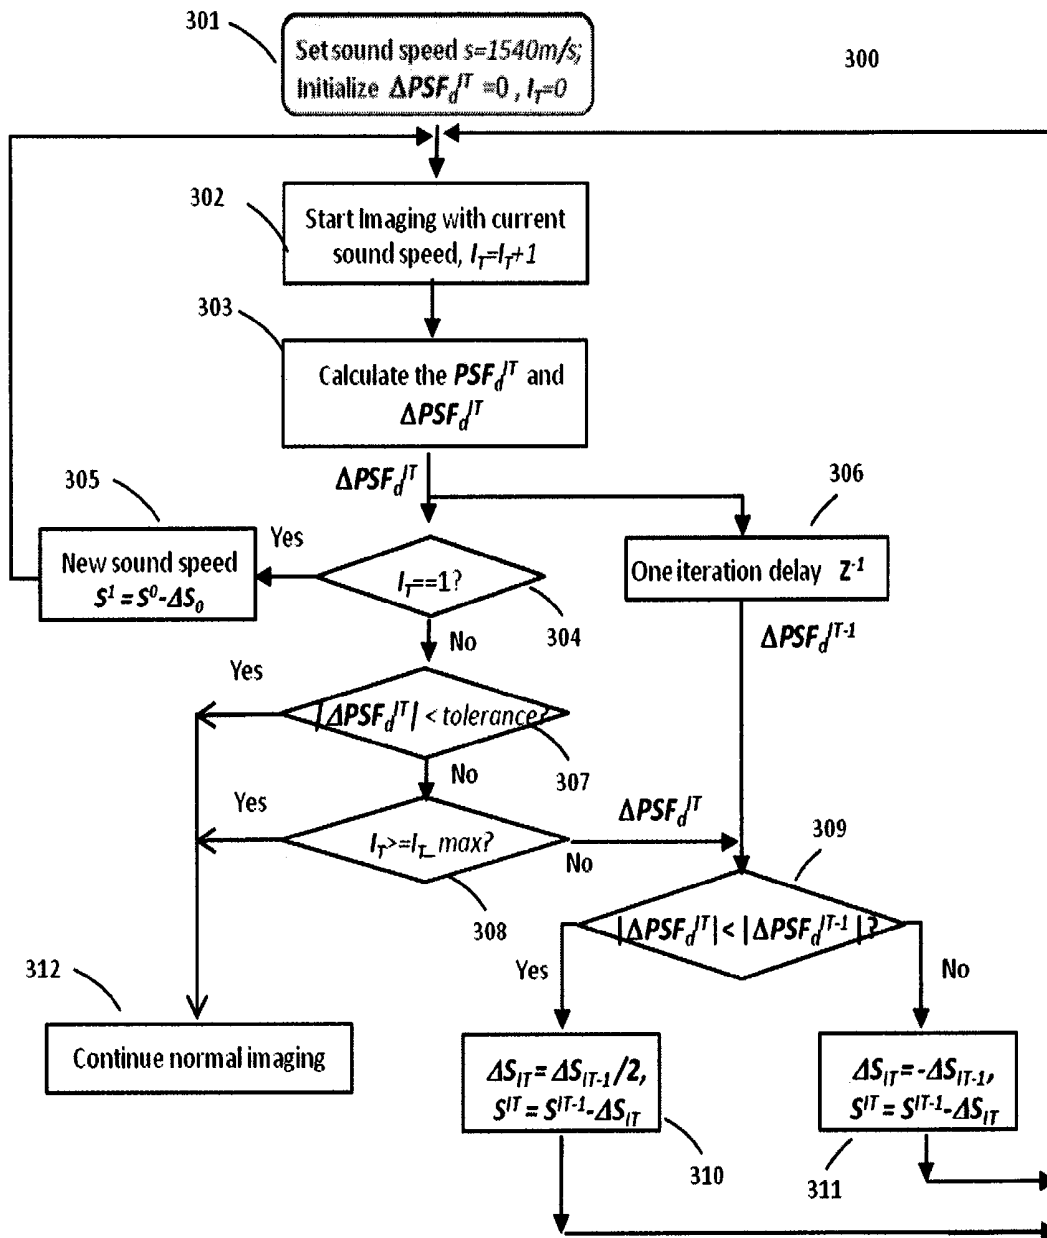 301
300
Set sound speed s=1540m/s;
Initialize ΔPSF_d^IT =0 , I_T=0
302
Start Imaging with current
sound speed, I_T=I_T+1
303
Calculate the PSF_d^IT and
ΔPSF_d^IT
ΔPSF_d^IT
305
306
Yes
New sound speed
S^1 = S^0-ΔS_0
I_T==1?
One iteration delay Z^-1
304
No
ΔPSF_d^IT-1
Yes
|ΔPSF_d^IT| < tolerance?
307
No
Yes
ΔPSF_d^IT
I_T>=I_T_max?
No
309
308
|ΔPSF_d^IT| < |ΔPSF_d^IT-1| ?
312
Yes
No
Continue normal imaging
ΔS_IT = ΔS_IT-1/2,
S^IT = S^IT-1-ΔS_IT
ΔS_IT = -ΔS_IT-1,
S^IT = S^IT-1-ΔS_IT
310
311